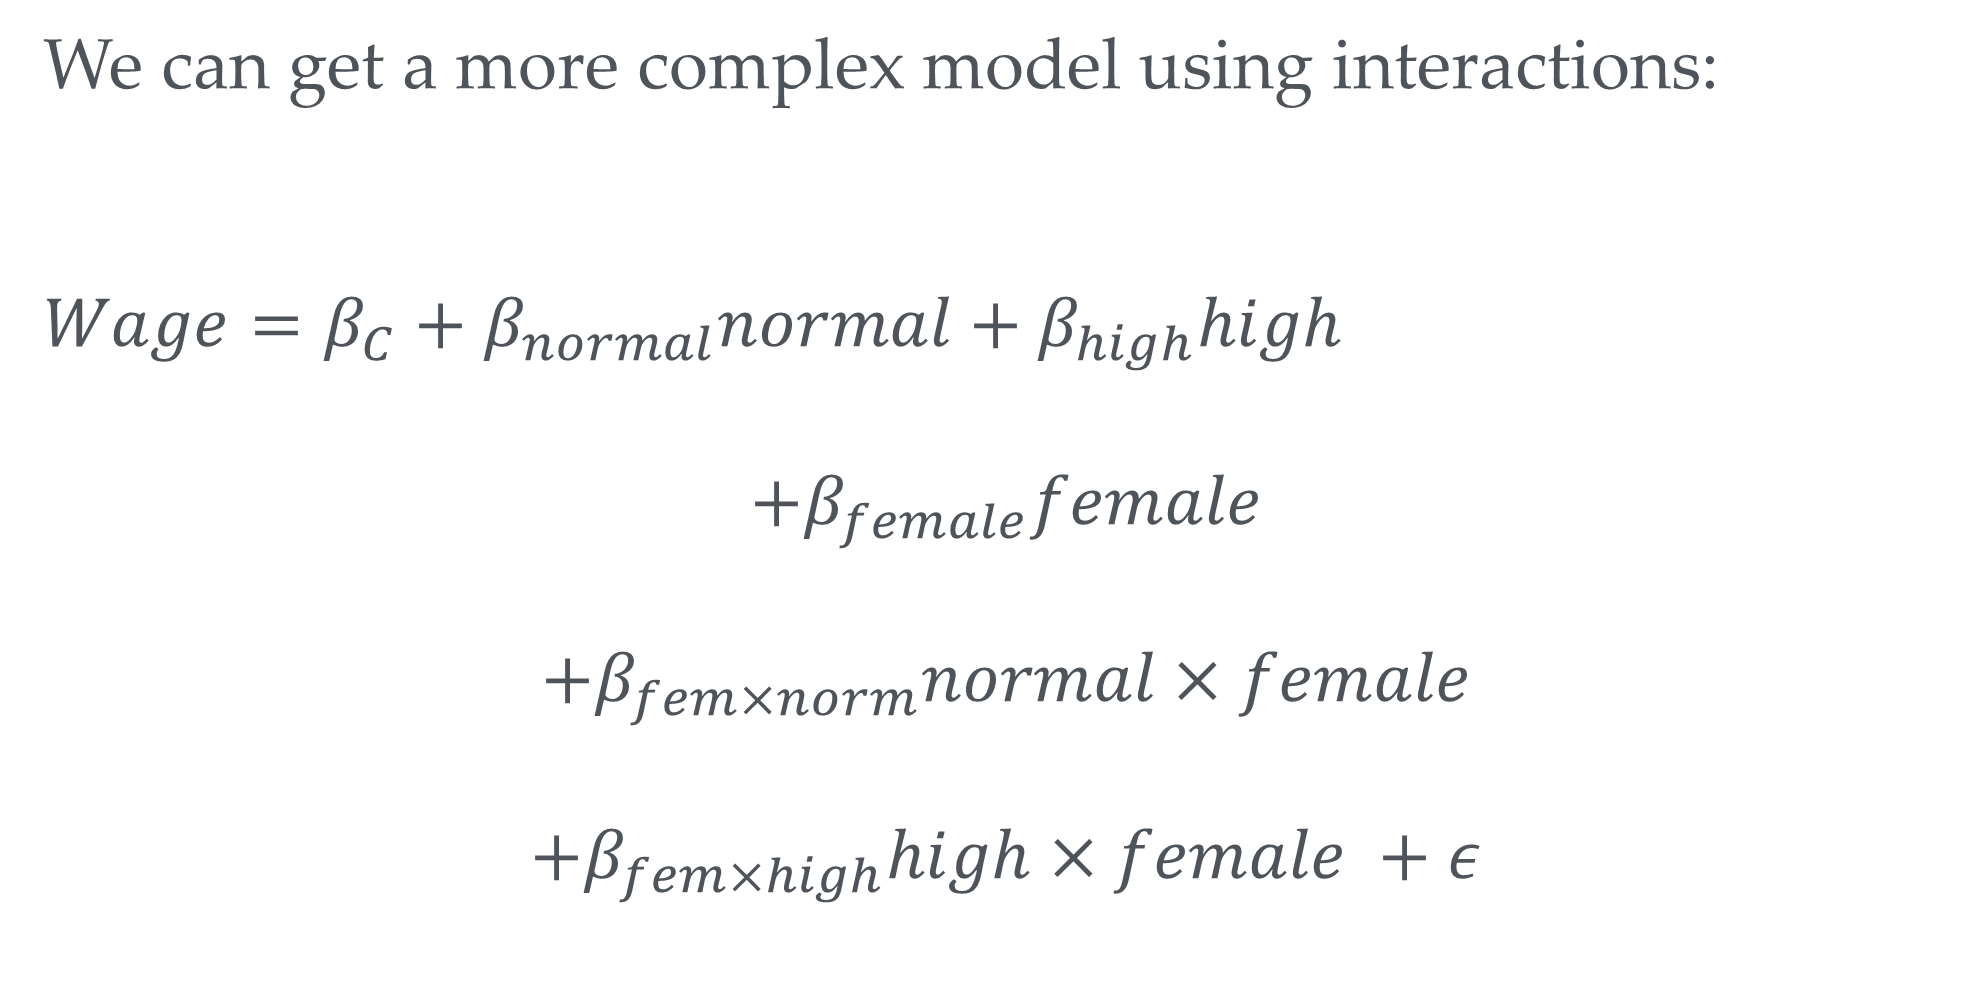 We can get a more complex model using interactions:
Wage = β_C + β_normal normal + β_high high
+β_female female
+β_fem×norm normal × female
+β_fem×high high × female + ϵ